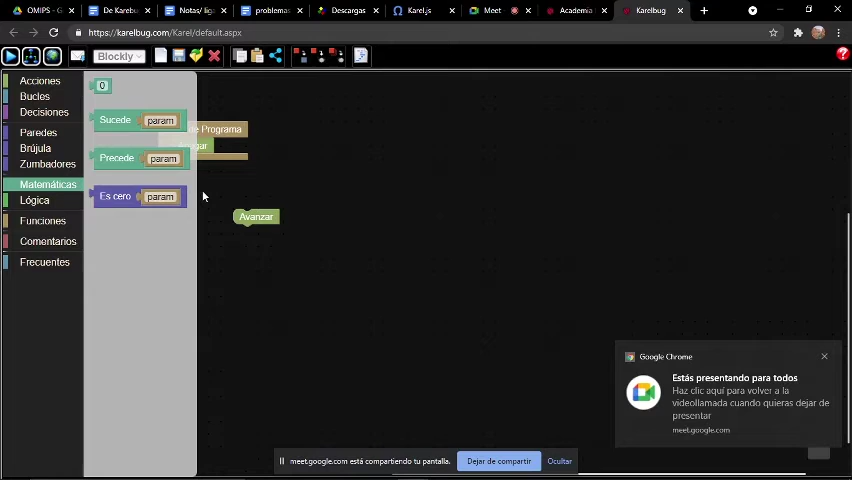 OMIPS - G
De Karebu
Notas/ liga
problemas
Descargas
Karel.js
Meet
Academia
Karelbug
https://karelbug.com/Karel/default.aspx
Blockly
Acciones
Bucles
Decisiones
Paredes
Brújula
Zumbadores
Matemáticas
Lógica
Funciones
Comentarios
Frecuentes
0
Sucede param
Precede param
Es cero param
de Programa
Avanzar
Google Chrome
Estás presentando para todos
Haz clic aquí para volver a la
videollamada cuando quieras dejar de
presentar
meet.google.com
meet.google.com está compartiendo tu pantalla.
Dejar de compartir
Ocultar